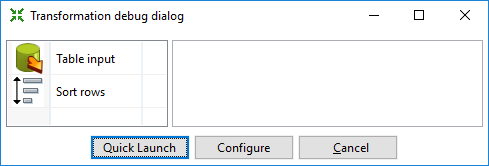 Transformation debug dialog
Table input
Sort rows
Quick Launch
Configure
Cancel